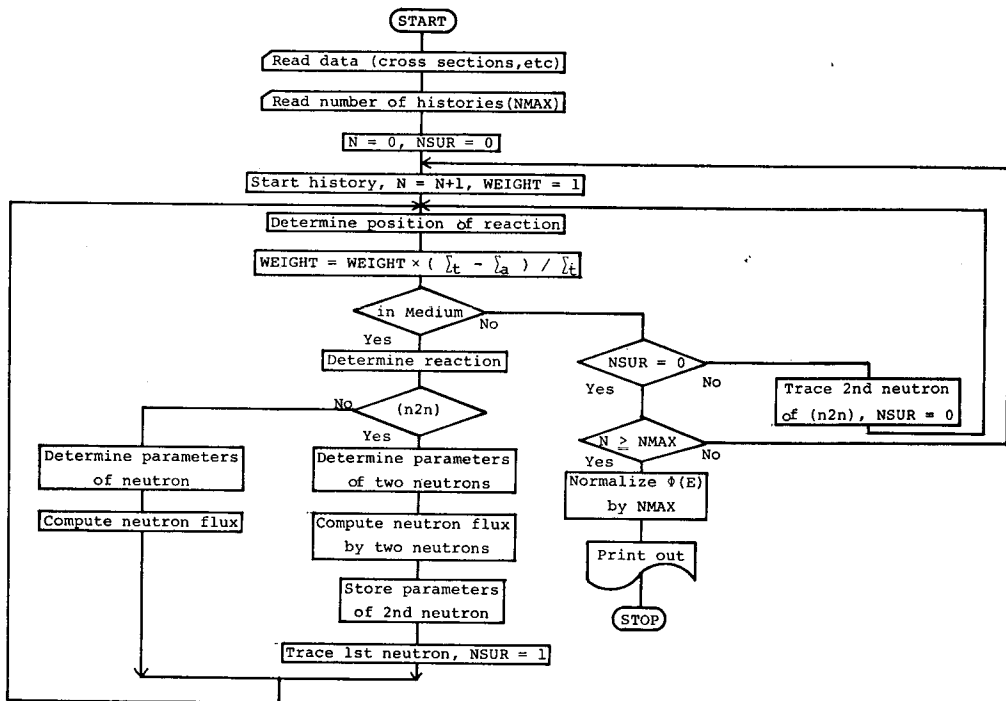 START
Read data (cross sections,etc)
Read number of histories(NMAX)
N = 0, NSUR = 0
Start history, N = N+1, WEIGHT = 1
Determine position of reaction
WEIGHT = WEIGHT × ( Σt - Σa ) / Σt
in Medium
No
Yes
Determine reaction
(n2n)
No
Yes
Determine parameters
of neutron
Compute neutron flux
Determine parameters
of two neutrons
Compute neutron flux
by two neutrons
Store parameters
of 2nd neutron
Trace 1st neutron, NSUR = 1
NSUR = 0
Yes
No
Trace 2nd neutron
of (n2n), NSUR = 0
N ≥ NMAX
Yes
No
Normalize Φ(E)
by NMAX
Print out
STOP